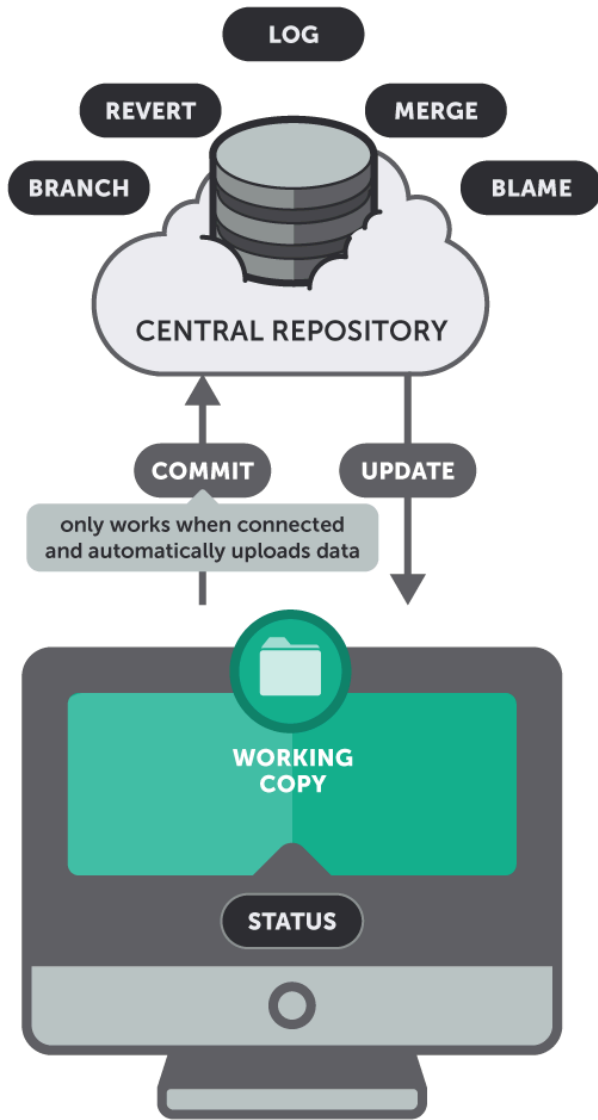 LOG
REVERT
MERGE
BRANCH
BLAME
CENTRAL REPOSITORY
COMMIT
UPDATE
only works when connected
and automatically uploads data
WORKING
COPY
STATUS